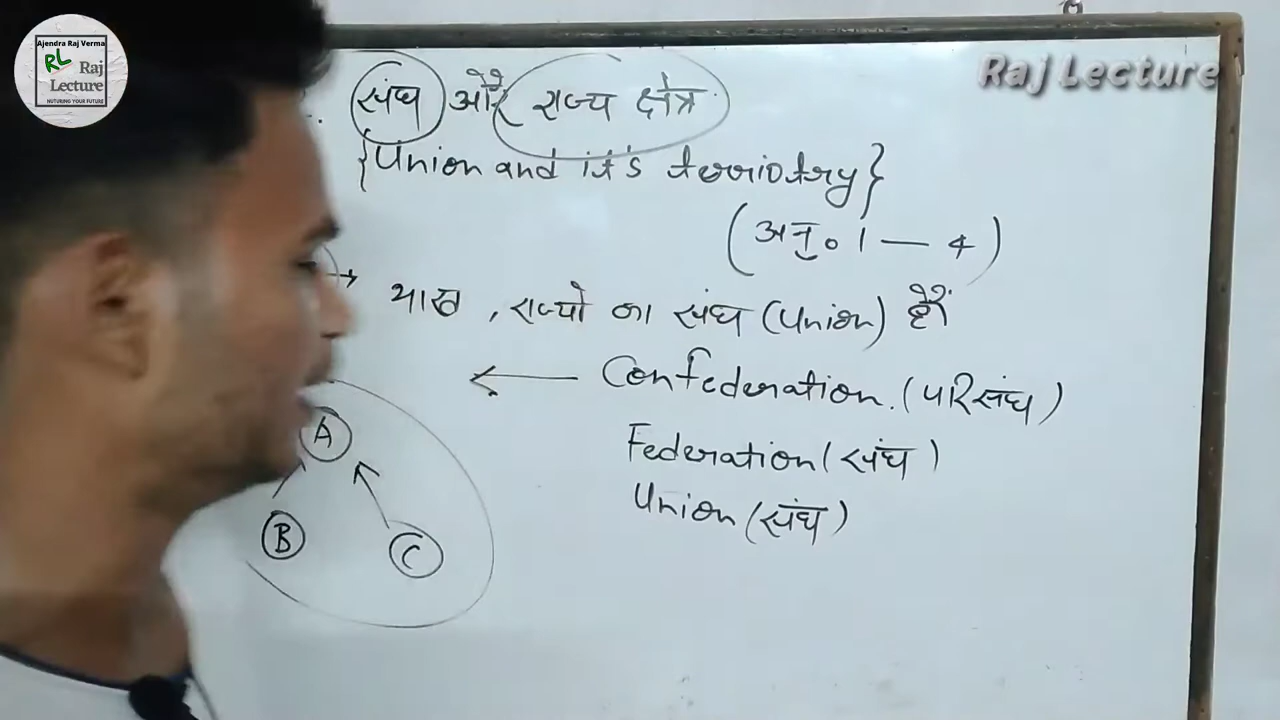 Ajendra Raj Verma
RL Raj
Lecture
NUTURING YOUR FUTURE
Raj Lecture
संघ और राज्य क्षेत्र
{Union and it's terriotry}
(अनु० 1 — 4)
भारत, राज्यो का संघ (Union) हैं
Confederation. (परिसंघ)
Federation (संघ)
Union (संघ)
A
B
C